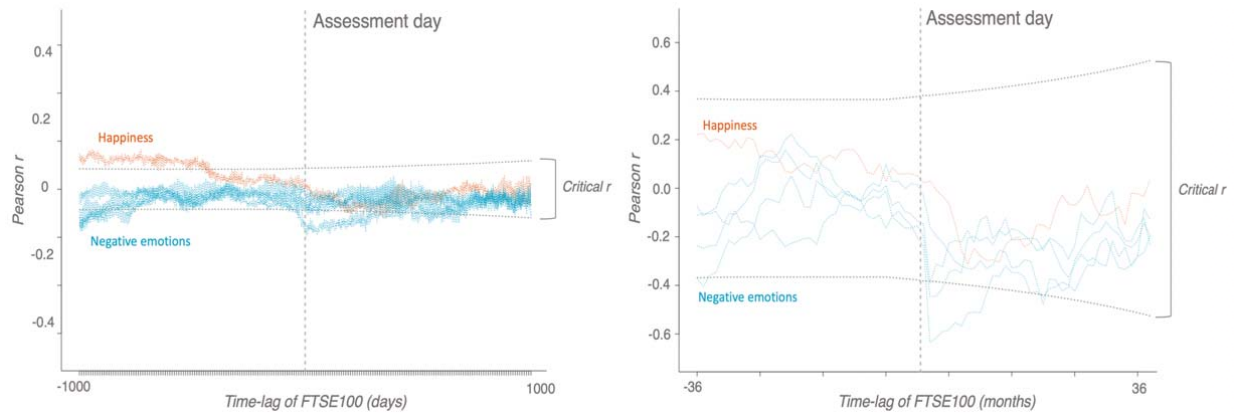 Assessment day
0.4
0.2
0
-0.2
-0.4
Pearson r
Happiness
Negative emotions
Critical r
-1000
1000
Time-lag of FTSE100 (days)
Assessment day
0.6
0.4
0.2
0.0
-0.2
-0.4
-0.6
Pearson r
Happiness
Negative emotions
Critical r
-36
36
Time-lag of FTSE100 (months)